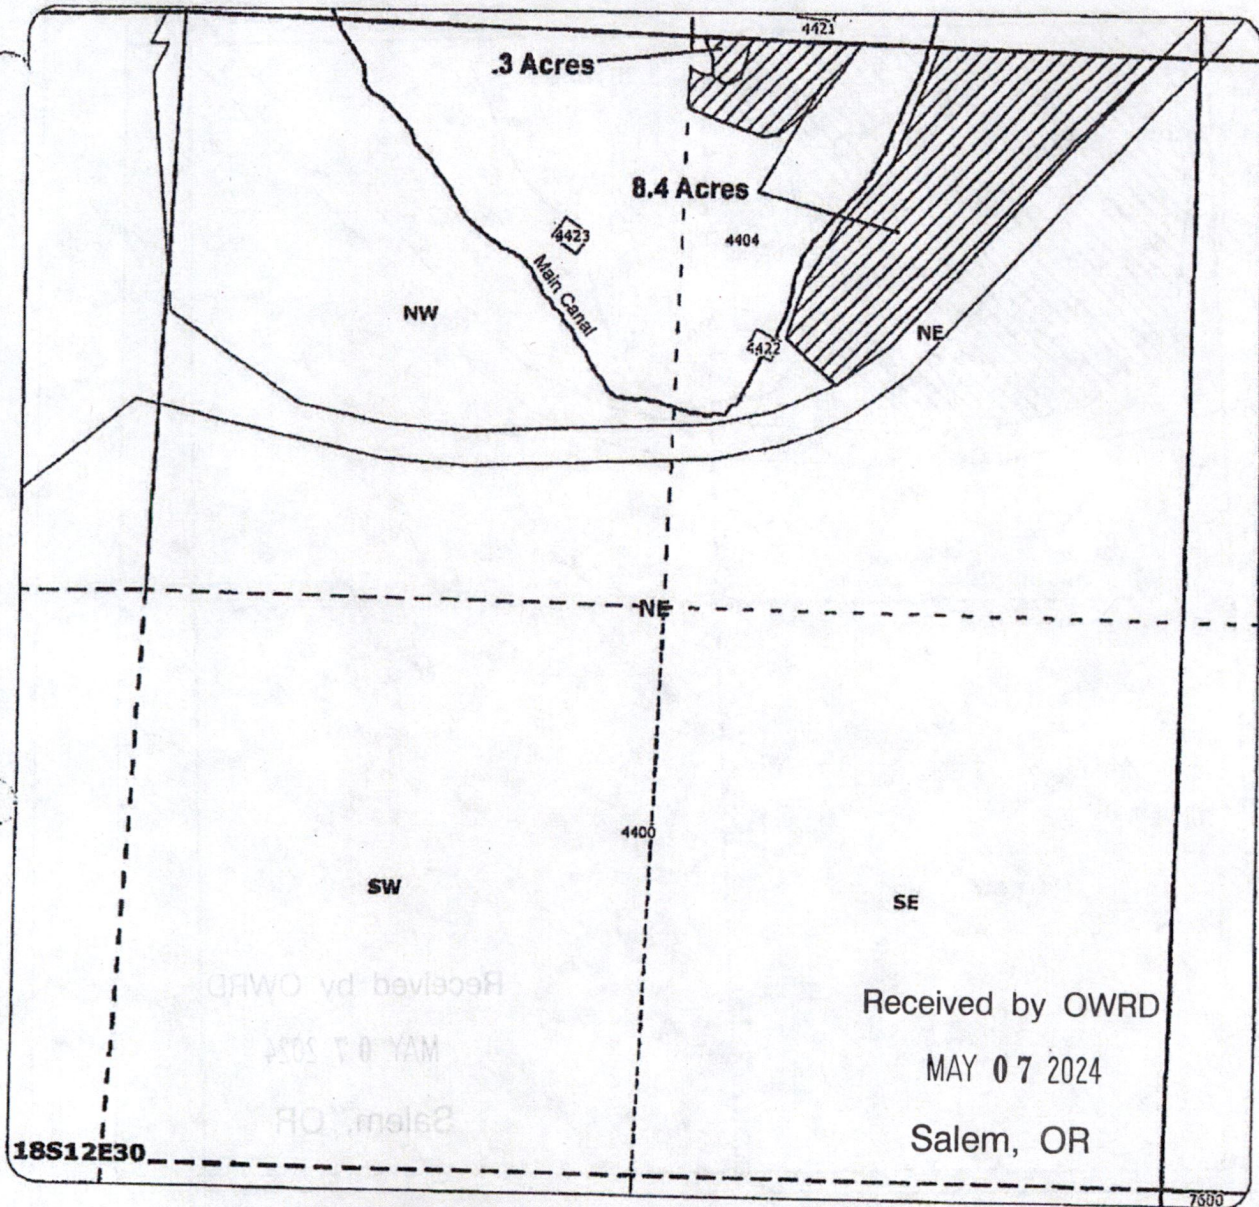 4421
.3 Acres
8.4 Acres
4423
4404
Main Canal
NW
4422
NE
NE
4400
SW
SE
Received by OWRD
MAY 07 2024
Salem, OR
Received by OWRD
MAY 07 2024
Salem, OR
18S12E30
7600